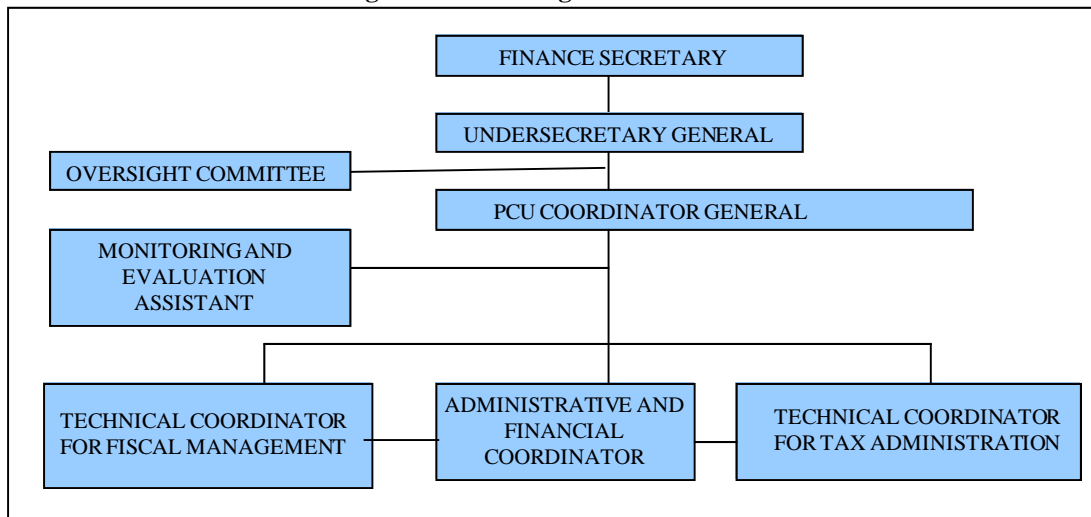 FINANCE SECRETARY
UNDERSECRETARY GENERAL
OVERSIGHT COMMITTEE
PCU COORDINATOR GENERAL
MONITORING AND
EVALUATION
ASSISTANT
TECHNICAL COORDINATOR
FOR FISCAL MANAGEMENT
ADMINISTRATIVE AND
FINANCIAL
COORDINATOR
TECHNICAL COORDINATOR
FOR TAX ADMINISTRATION